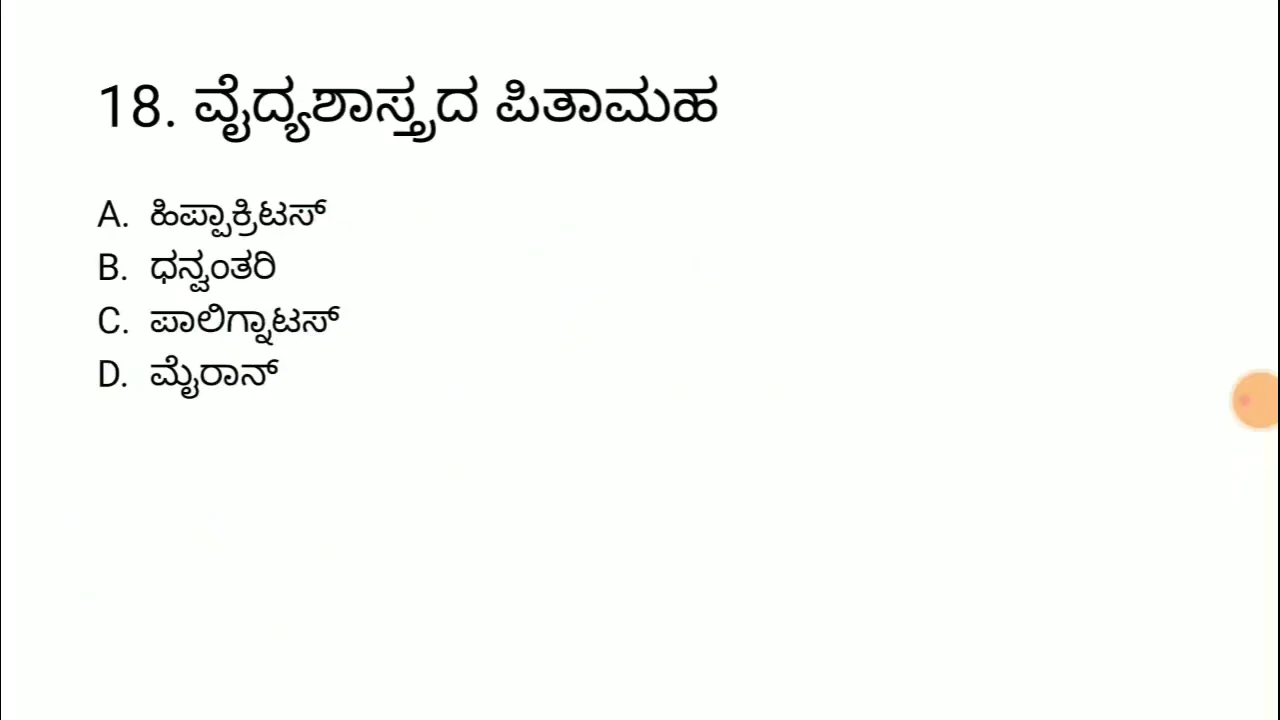 18. ವೈದ್ಯಶಾಸ್ತ್ರದ ಪಿತಾಮಹ
A. ಹಿಪ್ಪಾಕ್ರಿಟಸ್
B. ಧನ್ವಂತರಿ
C. ಪಾಲಿಗ್ನಾಟಸ್
D. ಮೈರಾನ್